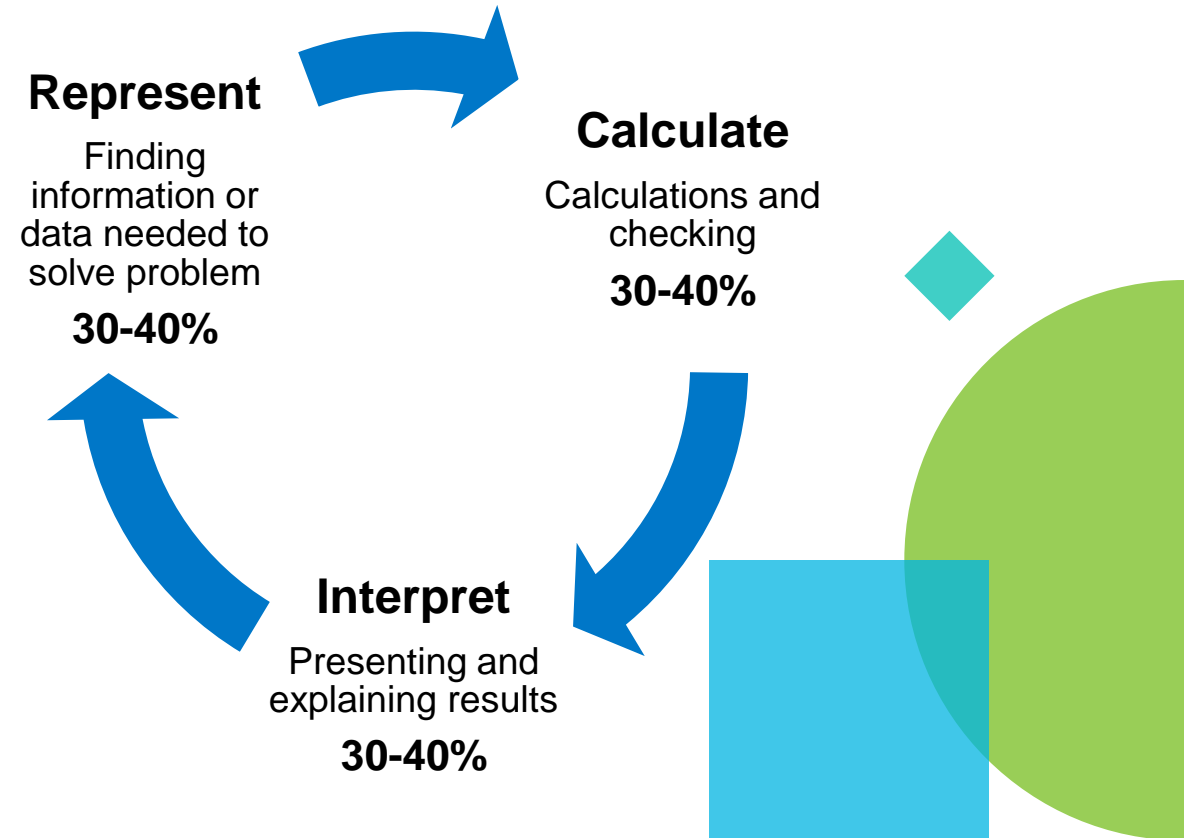 Represent
Finding
information or
data needed to
solve problem
30-40%
Calculate
Calculations and
checking
30-40%
Interpret
Presenting and
explaining results
30-40%